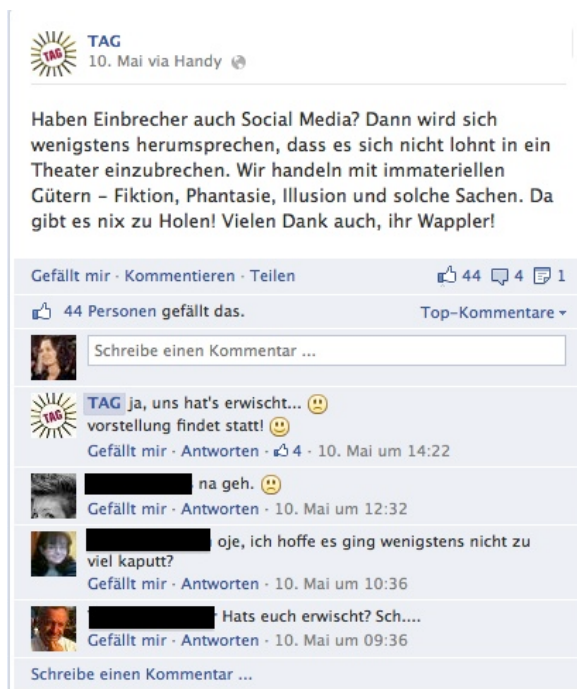 TAG
TAG
10. Mai via Handy
Haben Einbrecher auch Social Media? Dann wird sich
wenigstens herumsprechen, dass es sich nicht lohnt in ein
Theater einzubrechen. Wir handeln mit immateriellen
Gütern – Fiktion, Phantasie, Illusion und solche Sachen. Da
gibt es nix zu Holen! Vielen Dank auch, ihr Wappler!
Gefällt mir · Kommentieren · Teilen 44 4 1
44 Personen gefällt das. Top-Kommentare
Schreibe einen Kommentar ...
TAG
TAG ja, uns hat's erwischt...
vorstellung findet statt!
Gefällt mir · Antworten · 4 · 10. Mai um 14:22
na geh.
Gefällt mir · Antworten · 10. Mai um 12:32
oje, ich hoffe es ging wenigstens nicht zu
viel kaputt?
Gefällt mir · Antworten · 10. Mai um 10:36
Hats euch erwischt? Sch....
Gefällt mir · Antworten · 10. Mai um 09:36
Schreibe einen Kommentar ...